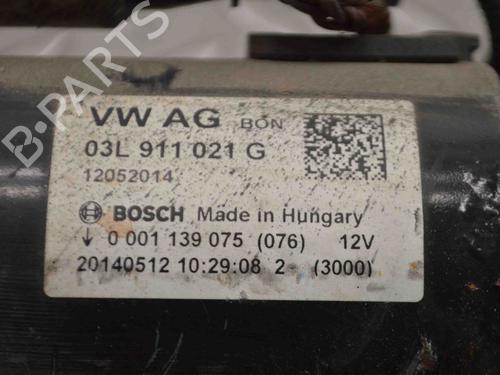 VW AG BON
03L 911 021 G
12052014
BOSCH Made in Hungary
↓ 0 001 139 075 (076) 12V
20140512 10:29:08 2 (3000)
B-PARTS